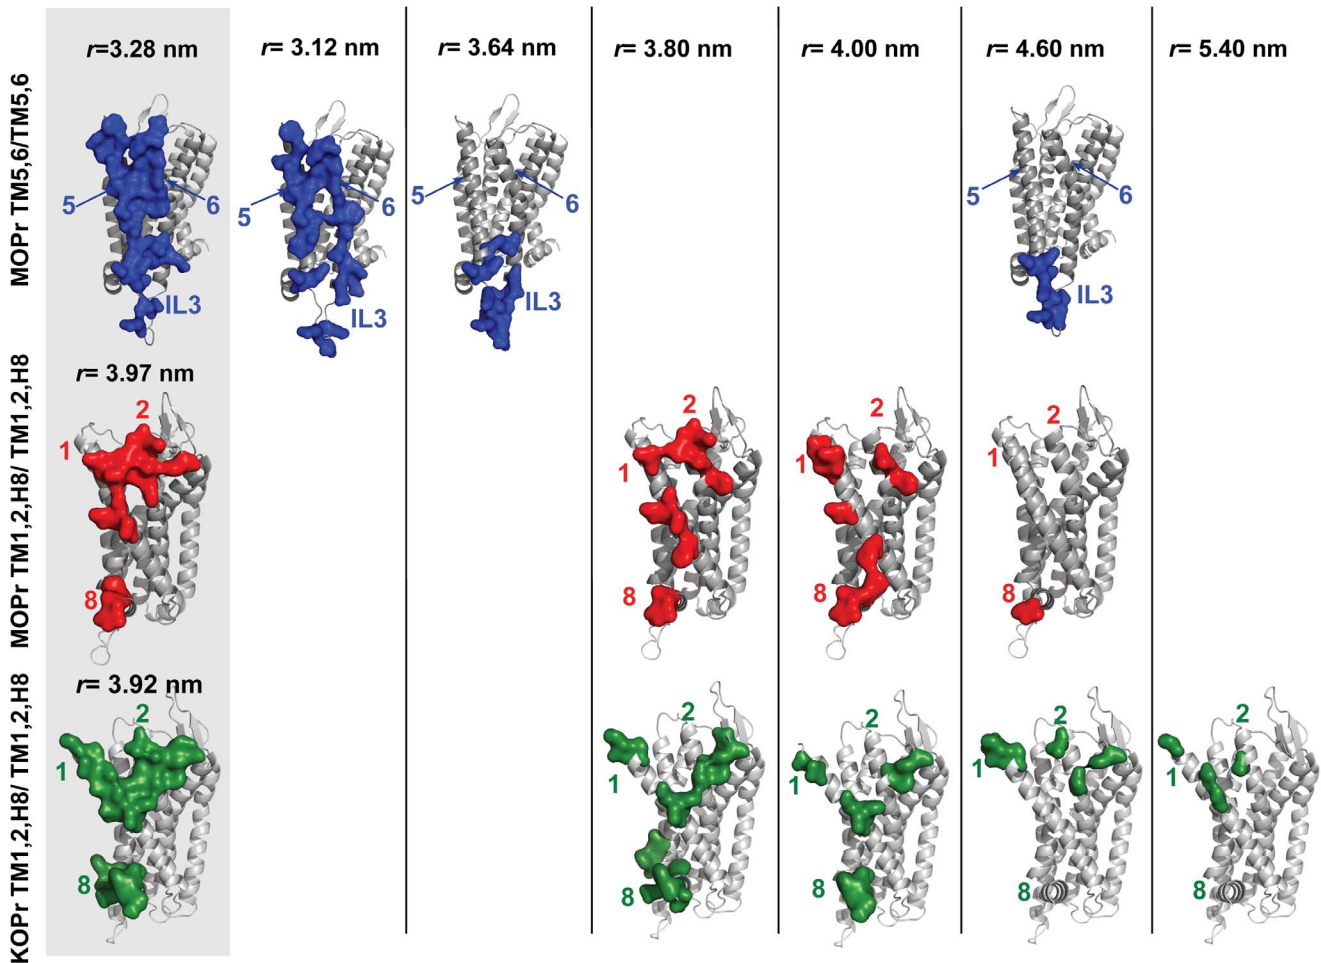 r=3.28 nm
r= 3.12 nm
r=3.64 nm
r=3.80 nm
r=4.00 nm
r=4.60 nm
r=5.40 nm
MOPr TM5,6/TM5,6
5
6
IL3
5
6
IL3
5
6
IL3
5
6
IL3
MOPr TM1,2,H8/ TM1,2,H8
r= 3.97 nm
2
1
8
2
1
8
2
1
8
2
1
8
KOPr TM1,2,H8/ TM1,2,H8
r= 3.92 nm
2
1
8
2
1
8
2
1
8
2
1
8
2
1
8